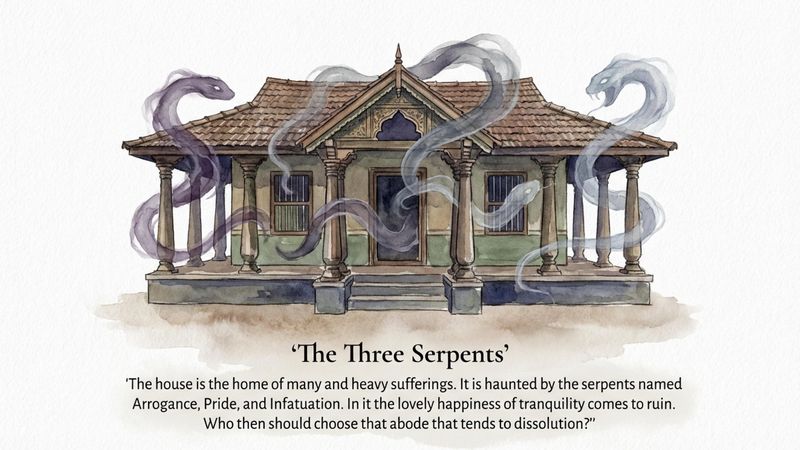 ‘The Three Serpents’
'The house is the home of many and heavy sufferings. It is haunted by the serpents named
Arrogance, Pride, and Infatuation. In it the lovely happiness of tranquility comes to ruin.
Who then should choose that abode that tends to dissolution?’’